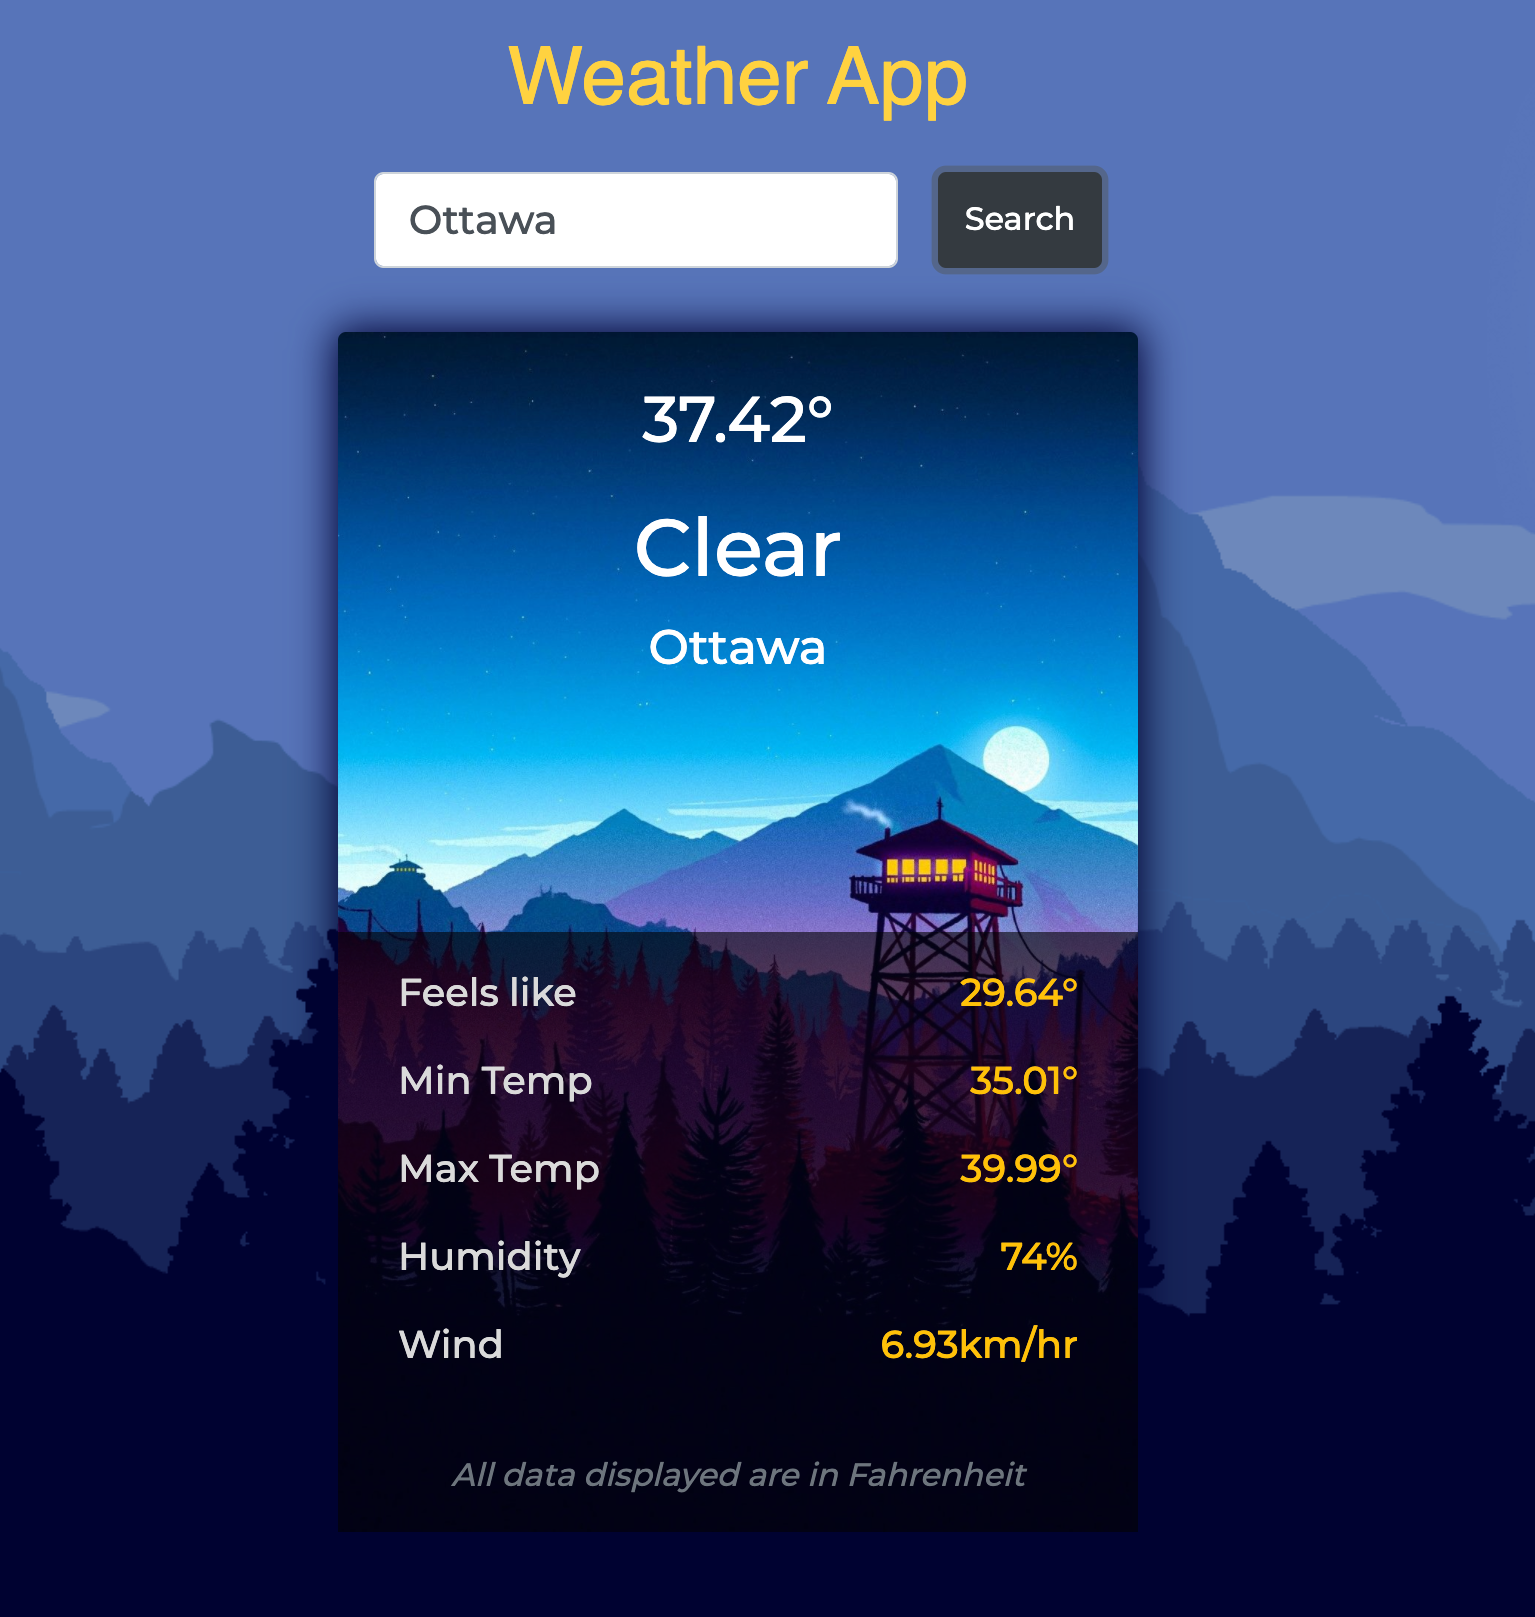 Weather App
Ottawa
Search
37.42°
Clear
Ottawa
Feels like 29.64°
Min Temp 35.01°
Max Temp 39.99°
Humidity 74%
Wind 6.93km/hr
All data displayed are in Fahrenheit